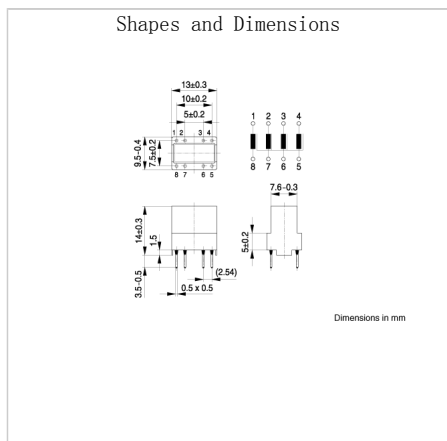 Shapes and Dimensions
13±0.3
10±0.2
5±0.2
1 2 3 4
9.5-0.4
7.5±0.2
8 7 6 5
1 2 3 4
8 7 6 5
7.6-0.3
14±0.3
1.5
5±0.2
3.5-0.5
(2.54)
0.5 x 0.5
Dimensions in mm